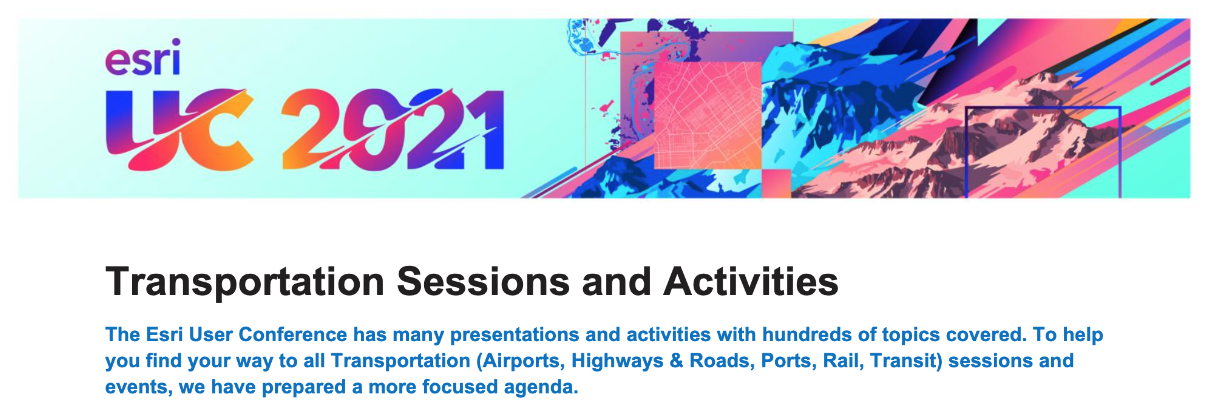 esri
UC 2021
Transportation Sessions and Activities
The Esri User Conference has many presentations and activities with hundreds of topics covered. To help
you find your way to all Transportation (Airports, Highways & Roads, Ports, Rail, Transit) sessions and
events, we have prepared a more focused agenda.